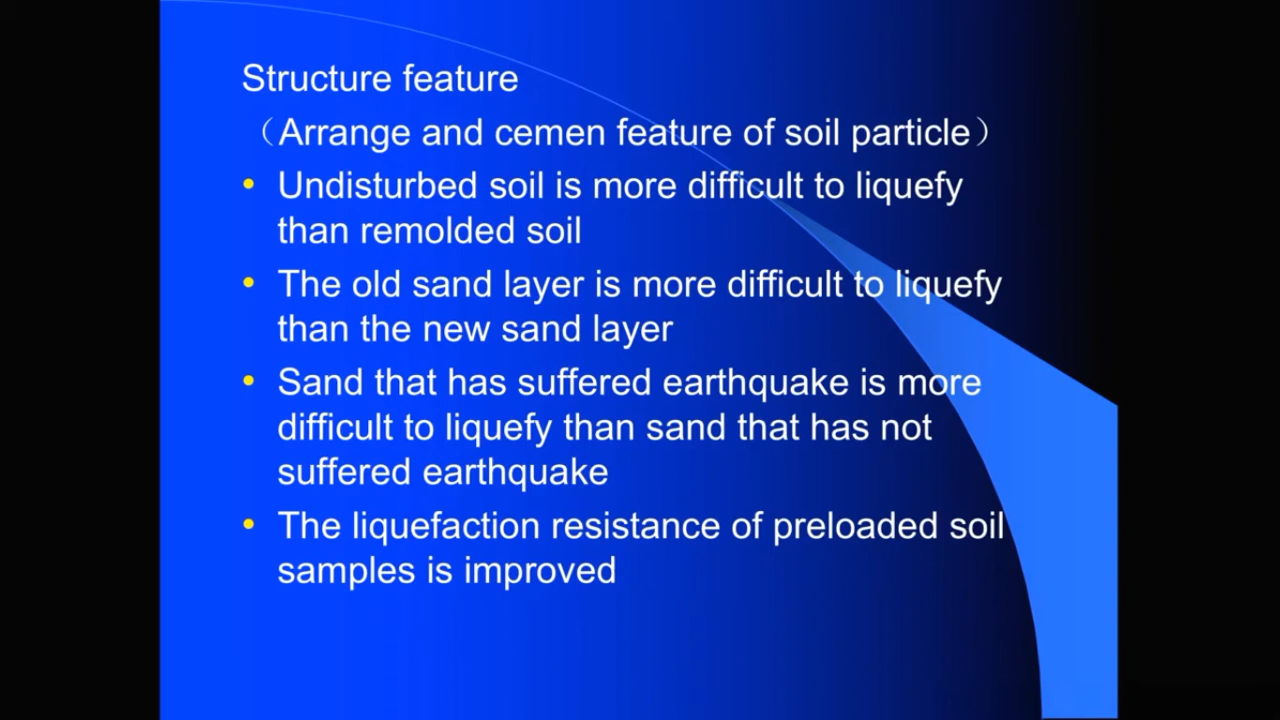 Structure feature
（Arrange and cemen feature of soil particle）
• Undisturbed soil is more difficult to liquefy
than remolded soil
• The old sand layer is more difficult to liquefy
than the new sand layer
• Sand that has suffered earthquake is more
difficult to liquefy than sand that has not
suffered earthquake
• The liquefaction resistance of preloaded soil
samples is improved